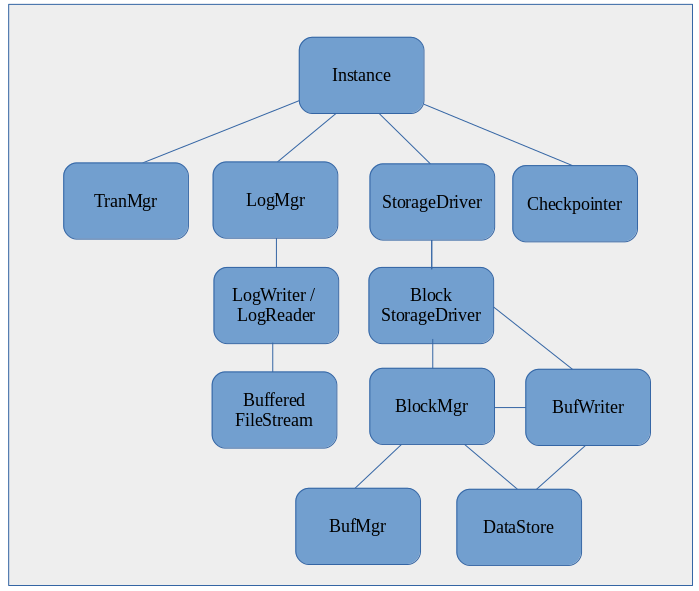 Instance
TranMgr
LogMgr
StorageDriver
Checkpointer
LogWriter /
LogReader
Block
StorageDriver
Buffered
FileStream
BlockMgr
BufWriter
BufMgr
DataStore